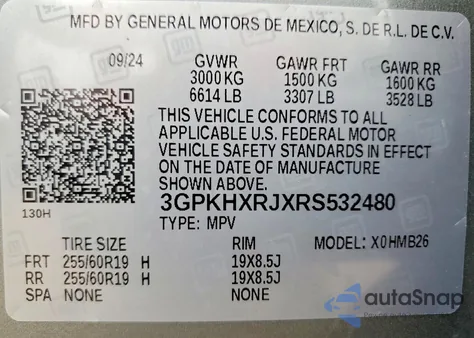 MFD BY GENERAL MOTORS DE MEXICO, S. DE R.L. DE C.V.
09/24 GVWR GAWR FRT GAWR RR
3000 KG 1500 KG 1600 KG
6614 LB 3307 LB 3528 LB
THIS VEHICLE CONFORMS TO ALL
APPLICABLE U.S. FEDERAL MOTOR
VEHICLE SAFETY STANDARDS IN EFFECT
ON THE DATE OF MANUFACTURE
SHOWN ABOVE.
3GPKHXRJXRS532480
130H
TYPE: MPV
TIRE SIZE RIM MODEL: X0HMB26
FRT 255/60R19 H 19X8.5J
RR 255/60R19 H 19X8.5J
SPA NONE NONE
autaSnap